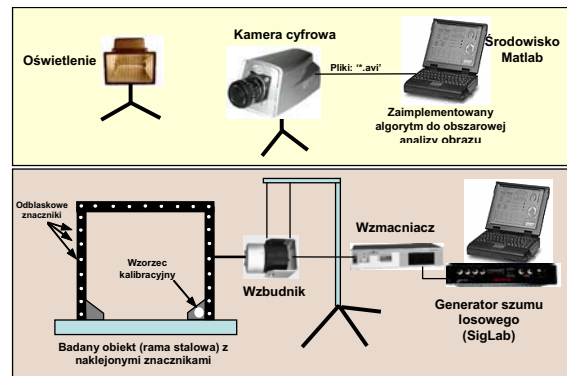 Oświetlenie
Kamera cyfrowa
Pliki: '*.avi'
Środowisko
Matlab
Zaimplementowany
algorytm do obszarowej
analizy obrazu
Odblaskowe
znaczniki
Wzorzec
kalibracyjny
Wzbudnik
Wzmacniacz
Generator szumu
losowego
(SigLab)
Badany obiekt (rama stalowa) z
naklejonymi znacznikami